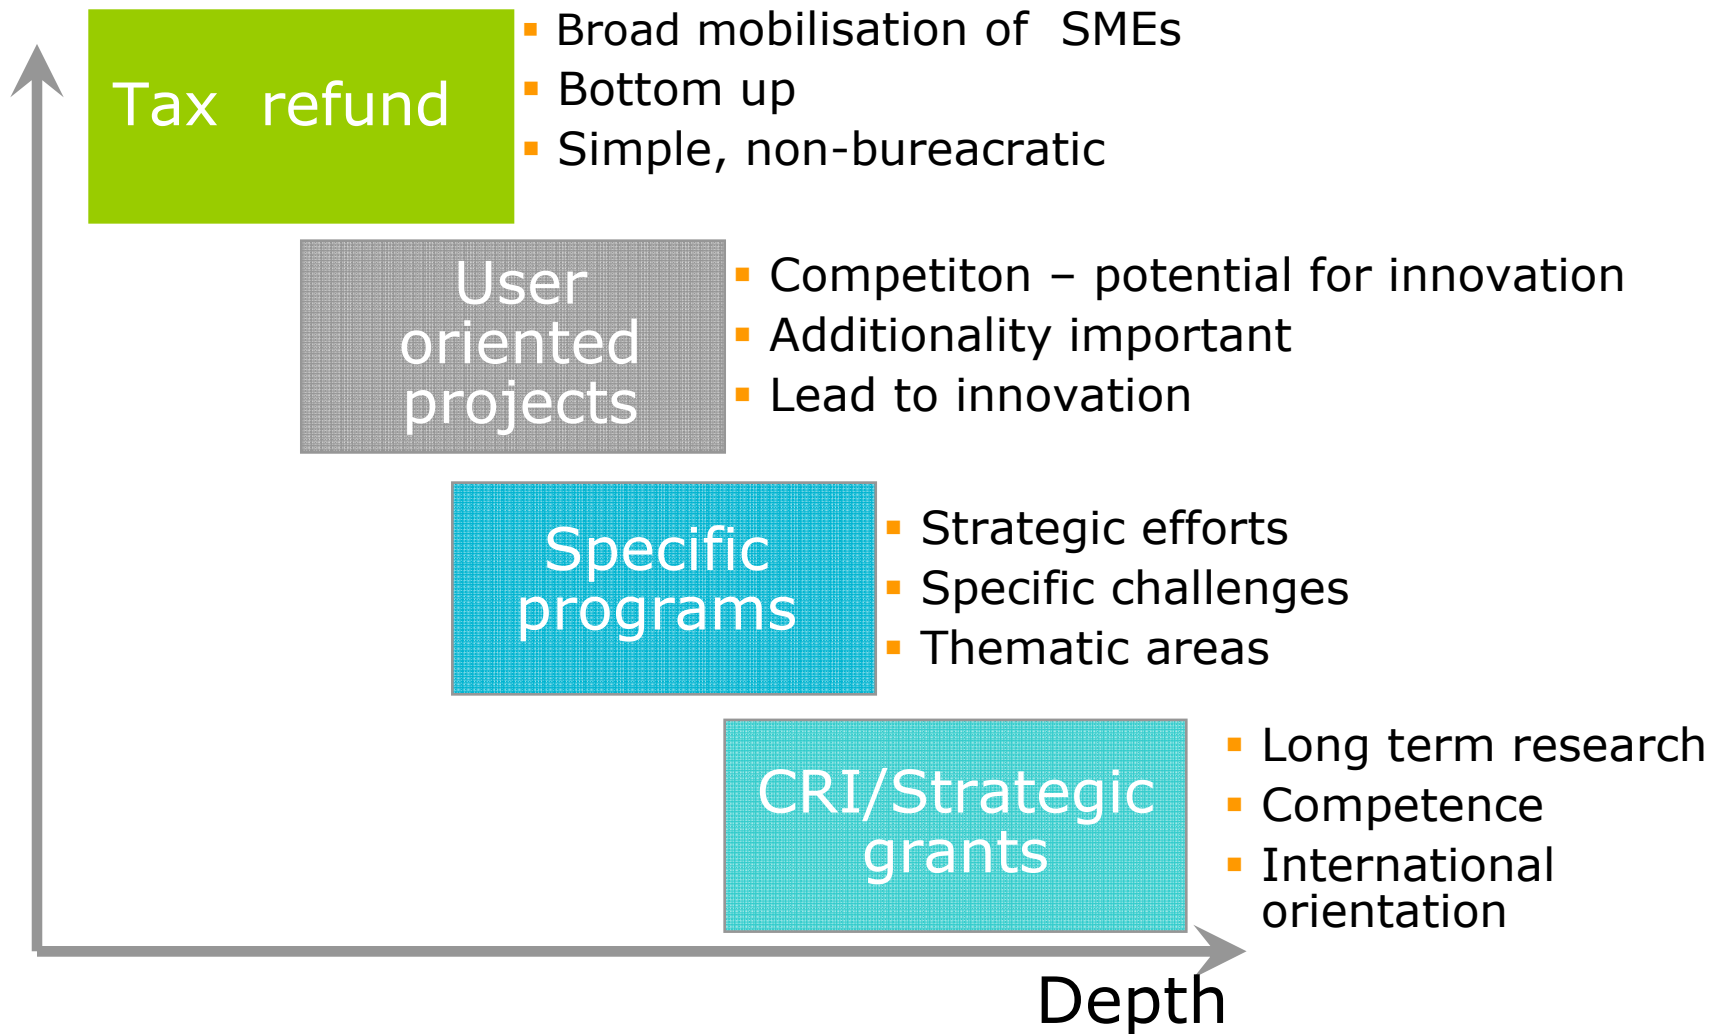 Tax  refund
▪ Broad mobilisation of  SMEs
▪ Bottom up
▪ Simple, non-bureacratic
User
oriented
projects
▪ Competiton – potential for innovation
▪ Additionality important
▪ Lead to innovation
Specific
programs
▪ Strategic efforts
▪ Specific challenges
▪ Thematic areas
CRI/Strategic
grants
▪ Long term research
▪ Competence
▪ International
orientation
Depth